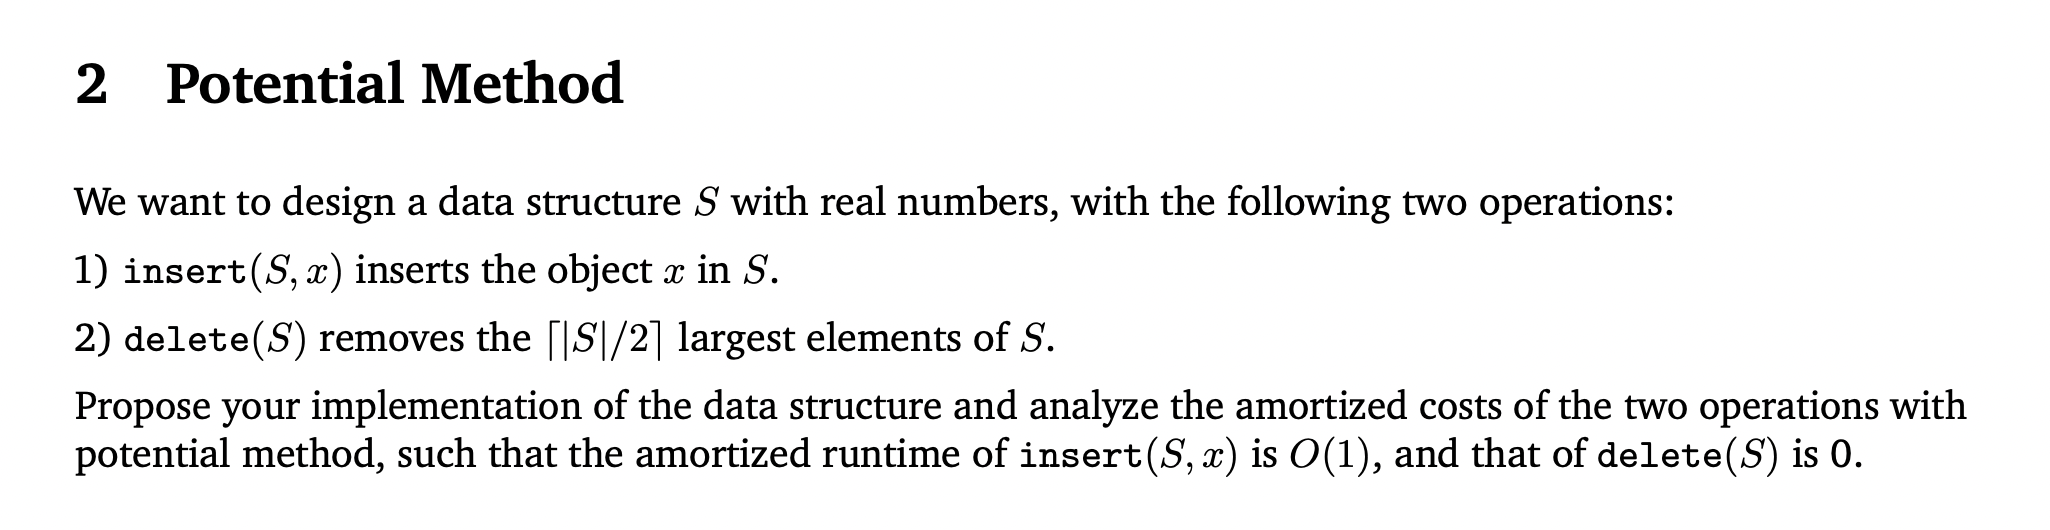 2 Potential Method
We want to design a data structure S with real numbers, with the following two operations:
1) insert(S, x) inserts the object x in S.
2) delete(S) removes the ⌈|S|/2⌉ largest elements of S.
Propose your implementation of the data structure and analyze the amortized costs of the two operations with
potential method, such that the amortized runtime of insert(S, x) is O(1), and that of delete(S) is 0.